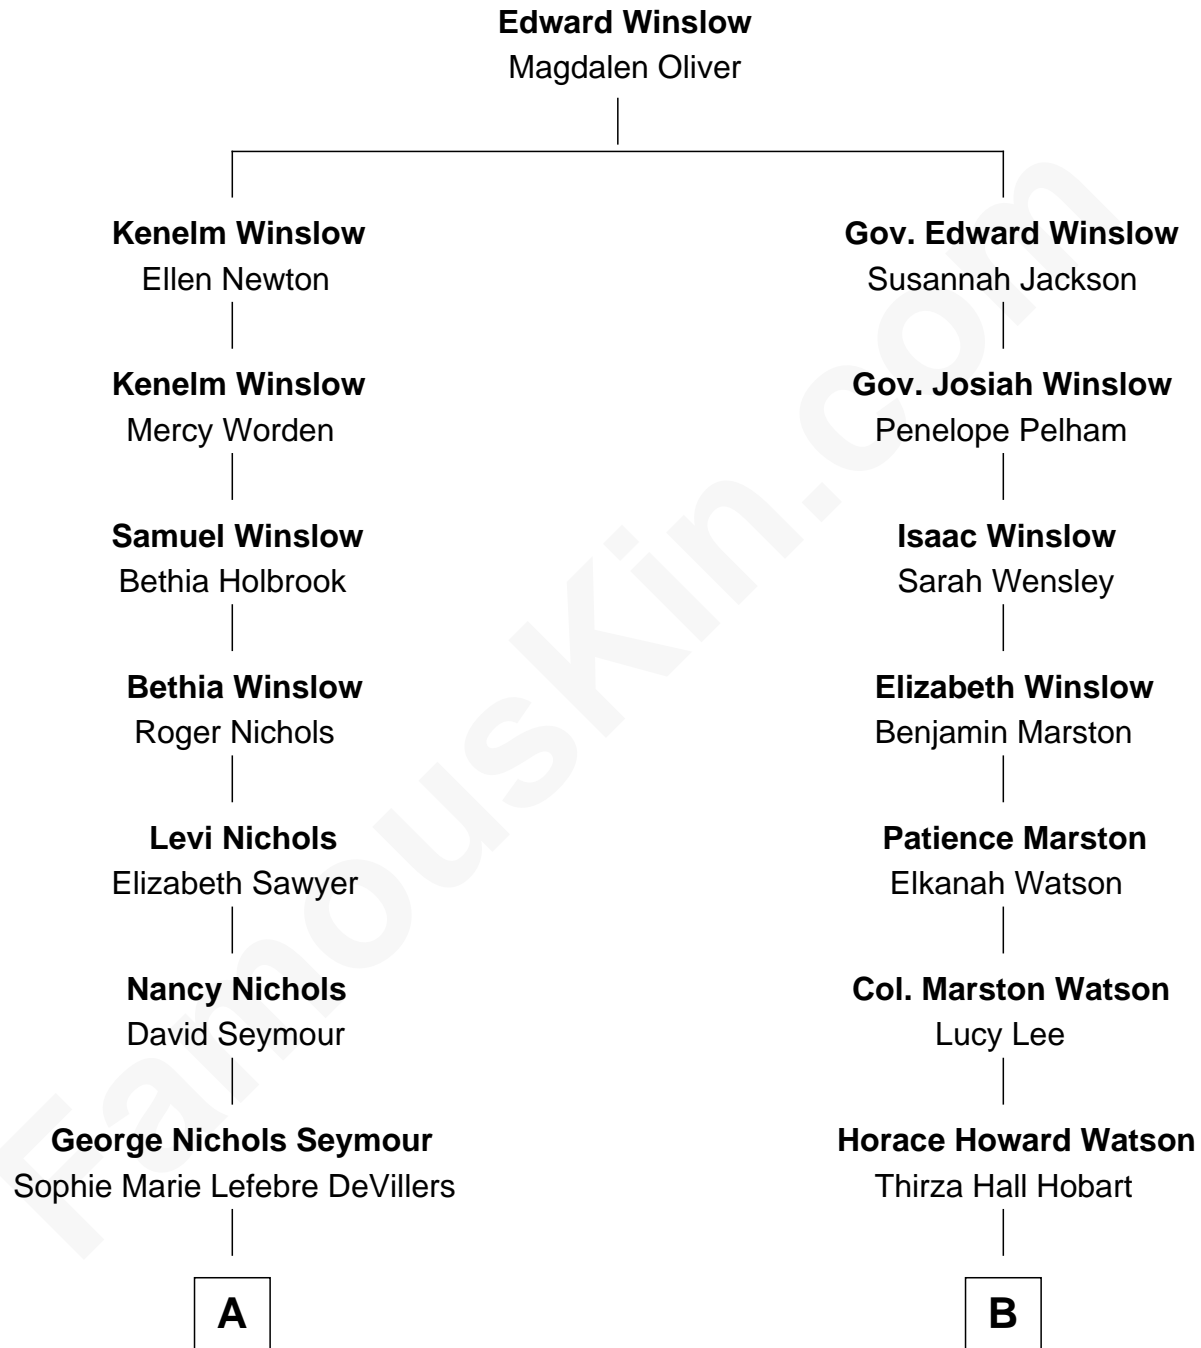 Edward Winslow
Magdalen Oliver
Kenelm Winslow
Ellen Newton
Kenelm Winslow
Mercy Worden
Samuel Winslow
Bethia Holbrook
Bethia Winslow
Roger Nichols
Levi Nichols
Elizabeth Sawyer
Nancy Nichols
David Seymour
George Nichols Seymour
Sophie Marie Lefebre DeVillers
A
Gov. Edward Winslow
Susannah Jackson
Gov. Josiah Winslow
Penelope Pelham
Isaac Winslow
Sarah Wensley
Elizabeth Winslow
Benjamin Marston
Patience Marston
Elkanah Watson
Col. Marston Watson
Lucy Lee
Horace Howard Watson
Thirza Hall Hobart
B
FamousKin.com